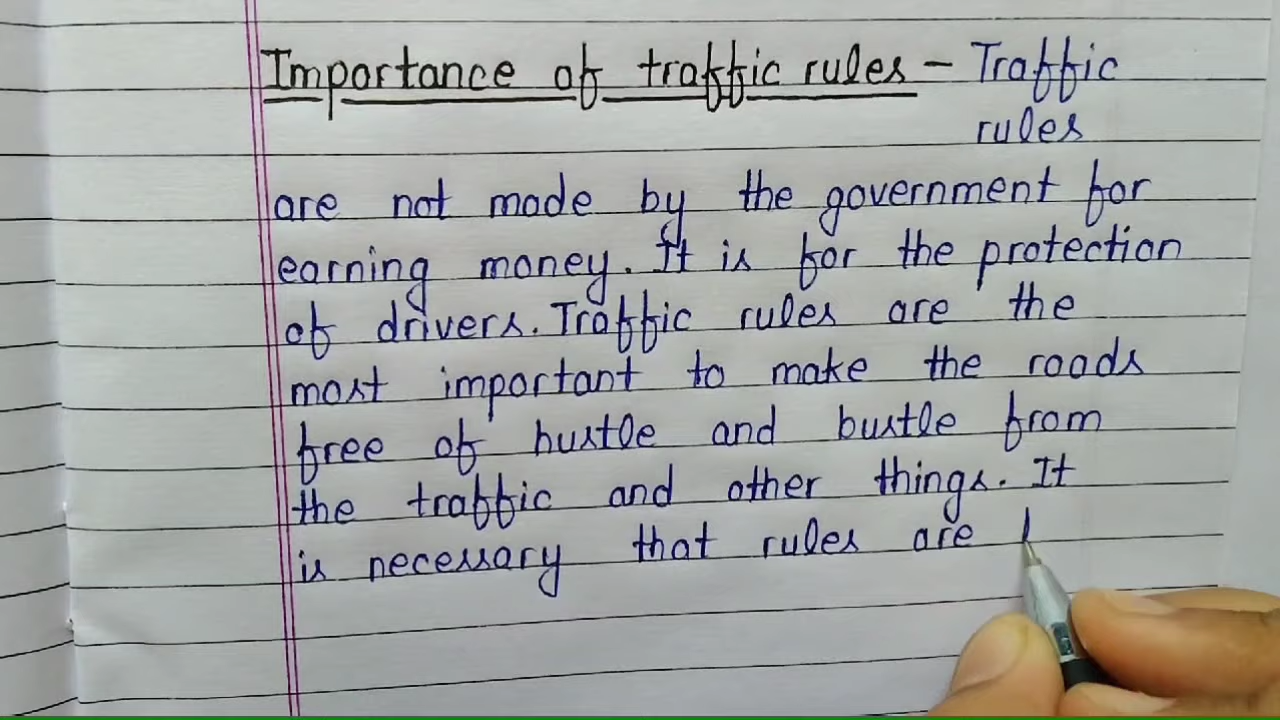 Importance of traffic rules - Traffic
rules
are not made by the government for
earning money. It is for the protection
of drivers. Traffic rules are the
most important to make the roads
free of hustle and bustle from
the traffic and other things. It
is necessary that rules are